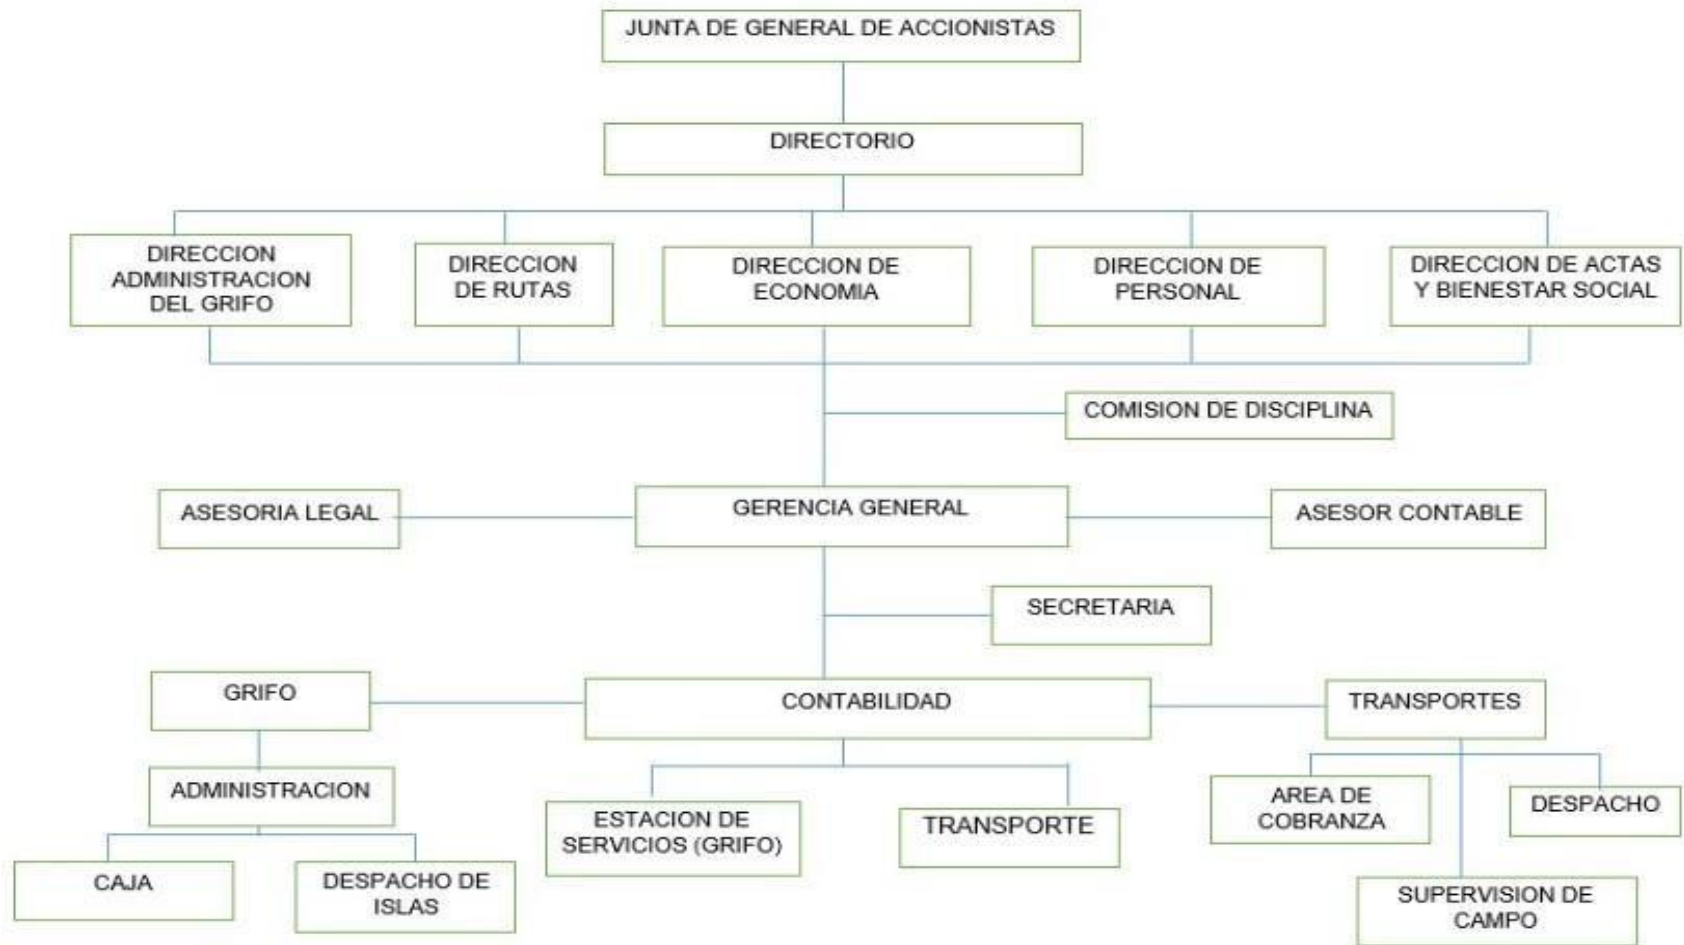 JUNTA DE GENERAL DE ACCIONISTAS
DIRECTORIO
DIRECCION
ADMINISTRACION
DEL GRIFO
DIRECCION
DE RUTAS
DIRECCION DE
ECONOMIA
DIRECCION DE
PERSONAL
DIRECCION DE ACTAS
Y BIENESTAR SOCIAL
COMISION DE DISCIPLINA
ASESORIA LEGAL
GERENCIA GENERAL
ASESOR CONTABLE
SECRETARIA
GRIFO
CONTABILIDAD
TRANSPORTES
ADMINISTRACION
CAJA
DESPACHO DE
ISLAS
ESTACION DE
SERVICIOS (GRIFO)
TRANSPORTE
AREA DE
COBRANZA
DESPACHO
SUPERVISION DE
CAMPO